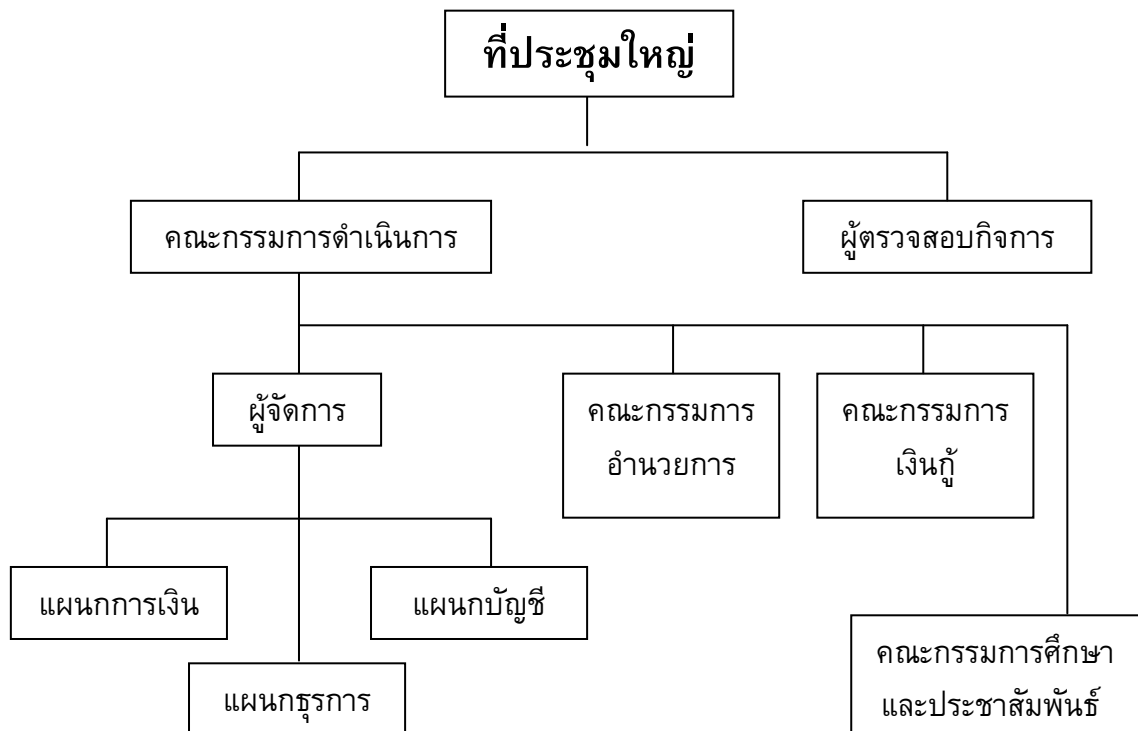 ที่ประชุมใหญ่
คณะกรรมการดำเนินการ
ผู้ตรวจสอบกิจการ
ผู้จัดการ
คณะกรรมการ
อำนวยการ
คณะกรรมการ
เงินกู้
แผนกการเงิน
แผนกบัญชี
แผนกธุรการ
คณะกรรมการศึกษา
และประชาสัมพันธ์